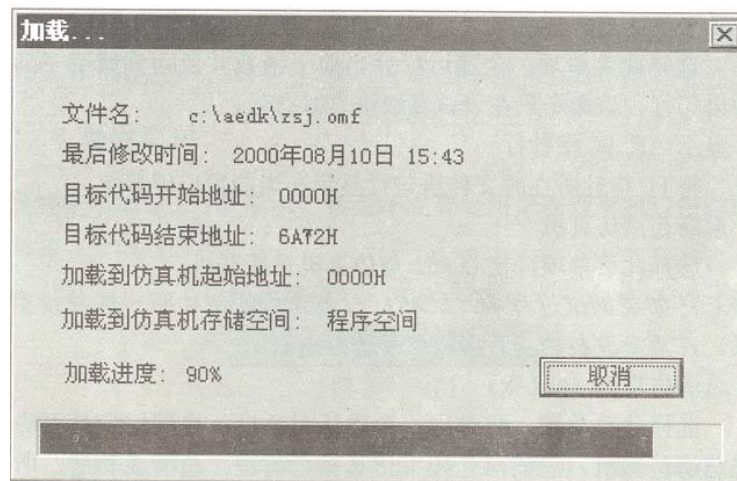 加载...
文件名： c:\aedk\zsj.omf
最后修改时间： 2000年08月10日 15:43
目标代码开始地址： 0000H
目标代码结束地址： 6A72H
加载到仿真机起始地址： 0000H
加载到仿真机存储空间： 程序空间
加载进度： 90%
取消